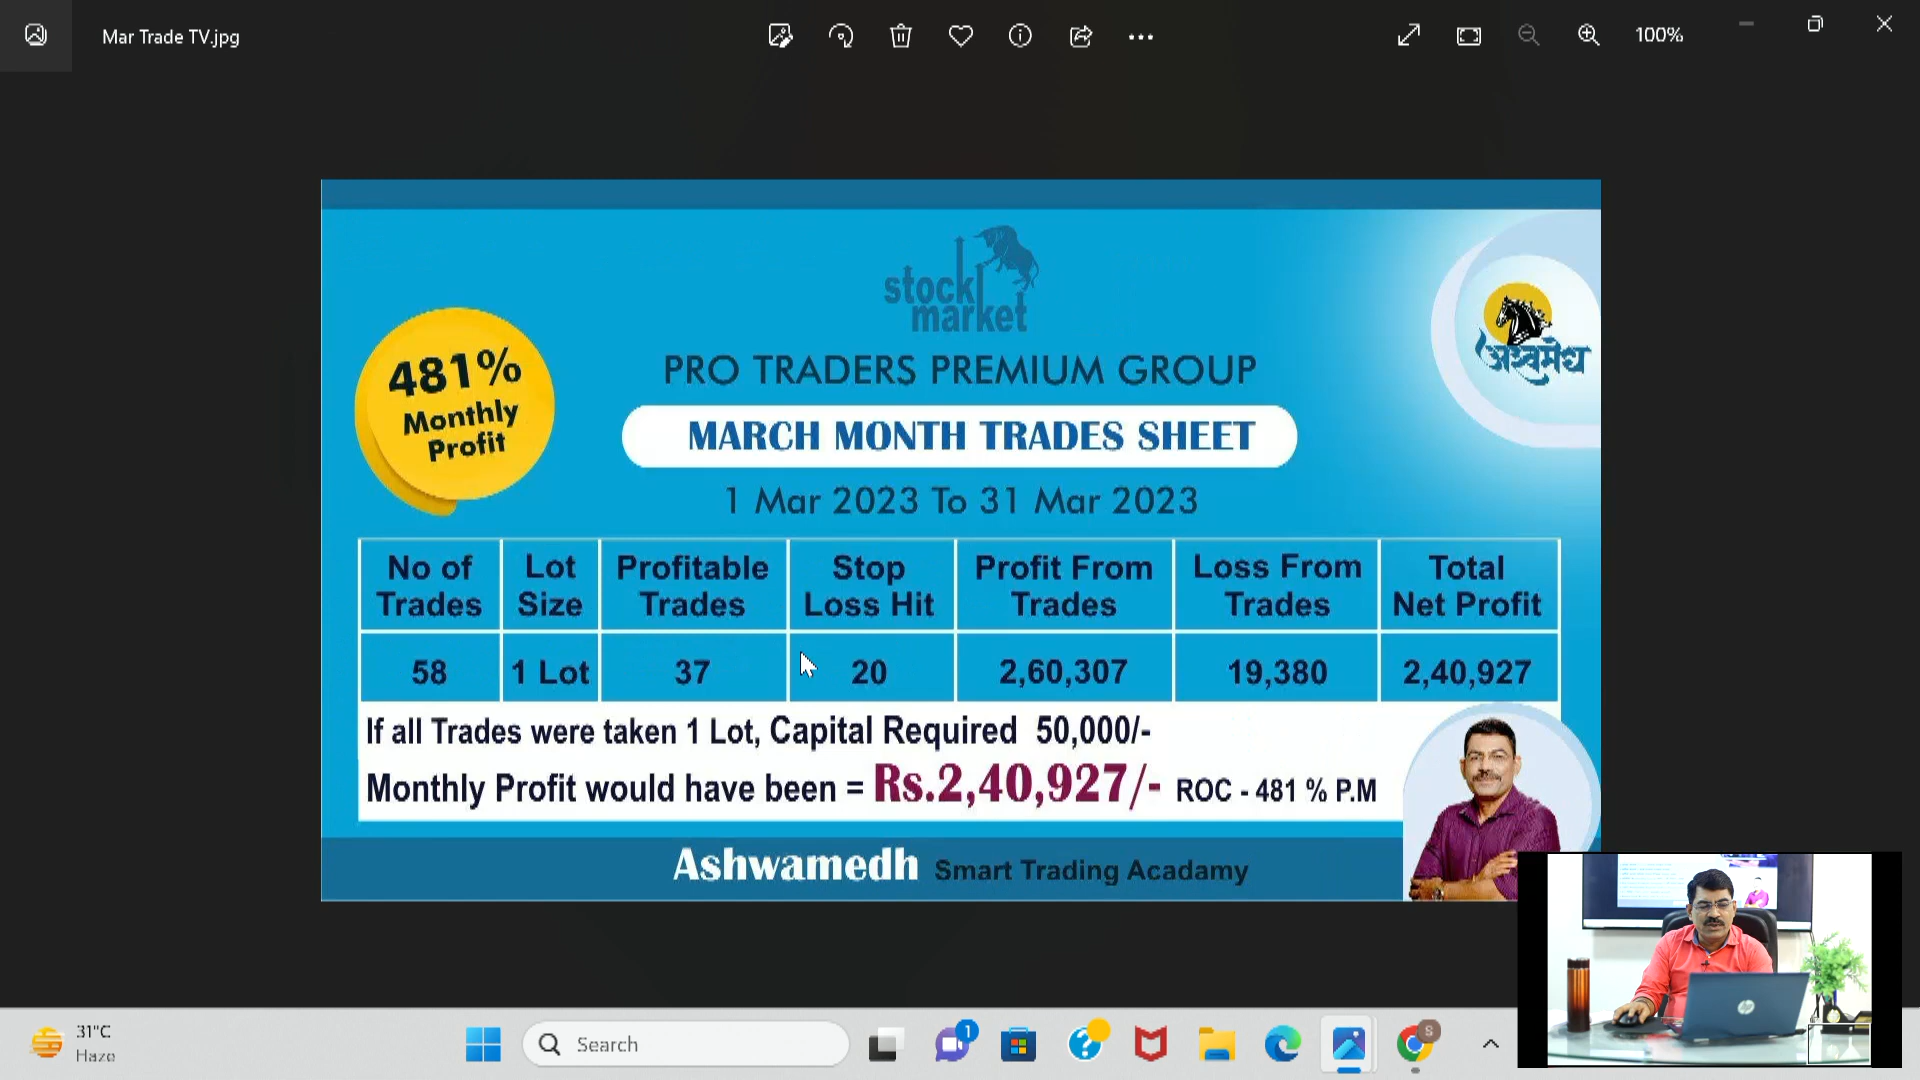 Mar Trade TV.jpg
100%
stock
market
481%
Monthly
Profit
PRO TRADERS PREMIUM GROUP
अश्वमेध
MARCH MONTH TRADES SHEET
1 Mar 2023 To 31 Mar 2023
No of Trades
Lot Size
Profitable Trades
Stop Loss Hit
Profit From Trades
Loss From Trades
Total Net Profit
58
1 Lot
37
20
2,60,307
19,380
2,40,927
If all Trades were taken 1 Lot, Capital Required 50,000/-
Monthly Profit would have been = Rs.2,40,927/- ROC - 481 % P.M
Ashwamedh Smart Trading Acadamy
31°C
Haze
Search
1
S